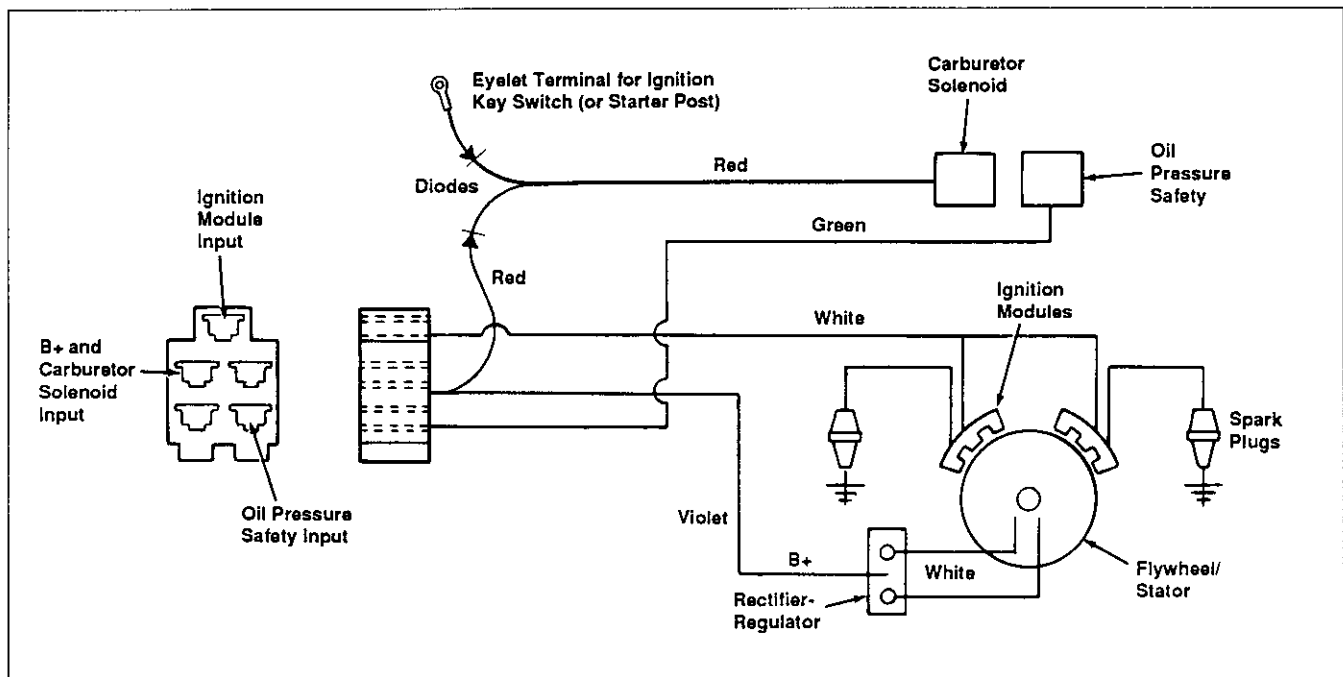 Eyelet Terminal for Ignition
Key Switch (or Starter Post)
Carburetor
Solenoid
Diodes
Red
Oil
Pressure
Safety
Ignition
Module
Input
Green
Red
Ignition
Modules
White
B+ and
Carburetor
Solenoid
Input
Spark
Plugs
Oil Pressure
Safety Input
Violet
B+
White
Rectifier-
Regulator
Flywheel/
Stator